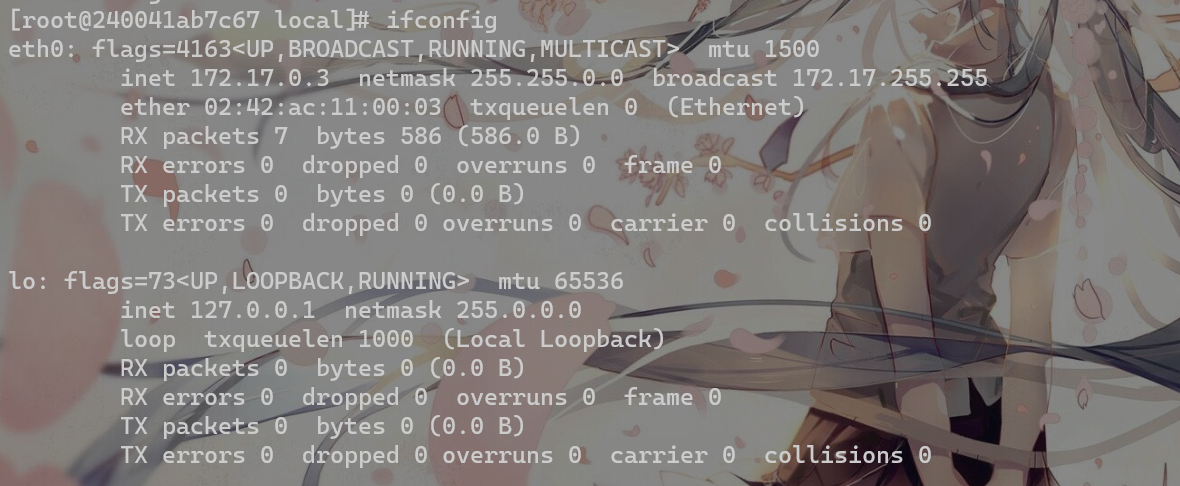 [root@240041ab7c67 local]# ifconfig
eth0: flags=4163<UP,BROADCAST,RUNNING,MULTICAST>  mtu 1500
        inet 172.17.0.3  netmask 255.255.0.0  broadcast 172.17.255.255
        ether 02:42:ac:11:00:03  txqueuelen 0  (Ethernet)
        RX packets 7  bytes 586 (586.0 B)
        RX errors 0  dropped 0  overruns 0  frame 0
        TX packets 0  bytes 0 (0.0 B)
        TX errors 0  dropped 0 overruns 0  carrier 0  collisions 0

lo: flags=73<UP,LOOPBACK,RUNNING>  mtu 65536
        inet 127.0.0.1  netmask 255.0.0.0
        loop  txqueuelen 1000  (Local Loopback)
        RX packets 0  bytes 0 (0.0 B)
        RX errors 0  dropped 0  overruns 0  frame 0
        TX packets 0  bytes 0 (0.0 B)
        TX errors 0  dropped 0 overruns 0  carrier 0  collisions 0